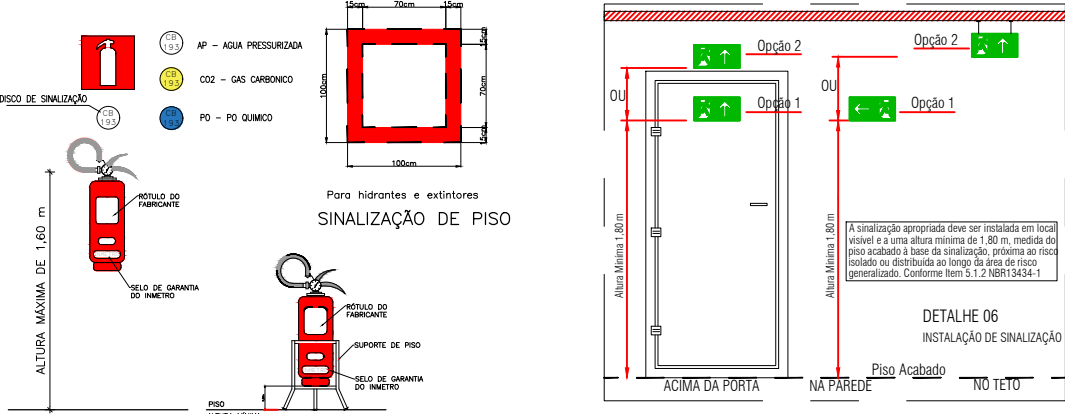 15cm 70cm 15cm
CB
193
AP - AGUA PRESSURIZADA
CB
193
CO2 - GAS CARBONICO
DISCO DE SINALIZAÇÃO
CB
193
CB
193
PO - PO QUIMICO
100cm
15cm
70cm
15cm
100cm
Para hidrantes e extintores
SINALIZAÇÃO DE PISO
RÓTULO DO
FABRICANTE
SELO DE GARANTIA
DO INMETRO
ALTURA MÁXIMA DE 1,60 m
RÓTULO DO
FABRICANTE
SUPORTE DE PISO
SELO DE GARANTIA
DO INMETRO
PISO
Opção 2
Opção 2
OU
OU
Opção 1
Opção 1
Altura Mínima 1,80 m
Altura Mínima 1,80 m
A sinalização apropriada deve ser instalada em local
visível e a uma altura mínima de 1,80 m, medida do
piso acabado à base da sinalização, próxima ao risco
isolado ou distribuída ao longo da área de risco
generalizado. Conforme Item 5.1.2 NBR13434-1
DETALHE 06
INSTALAÇÃO DE SINALIZAÇÃO
Piso Acabado
ACIMA DA PORTA
NA PAREDE
NO TETO